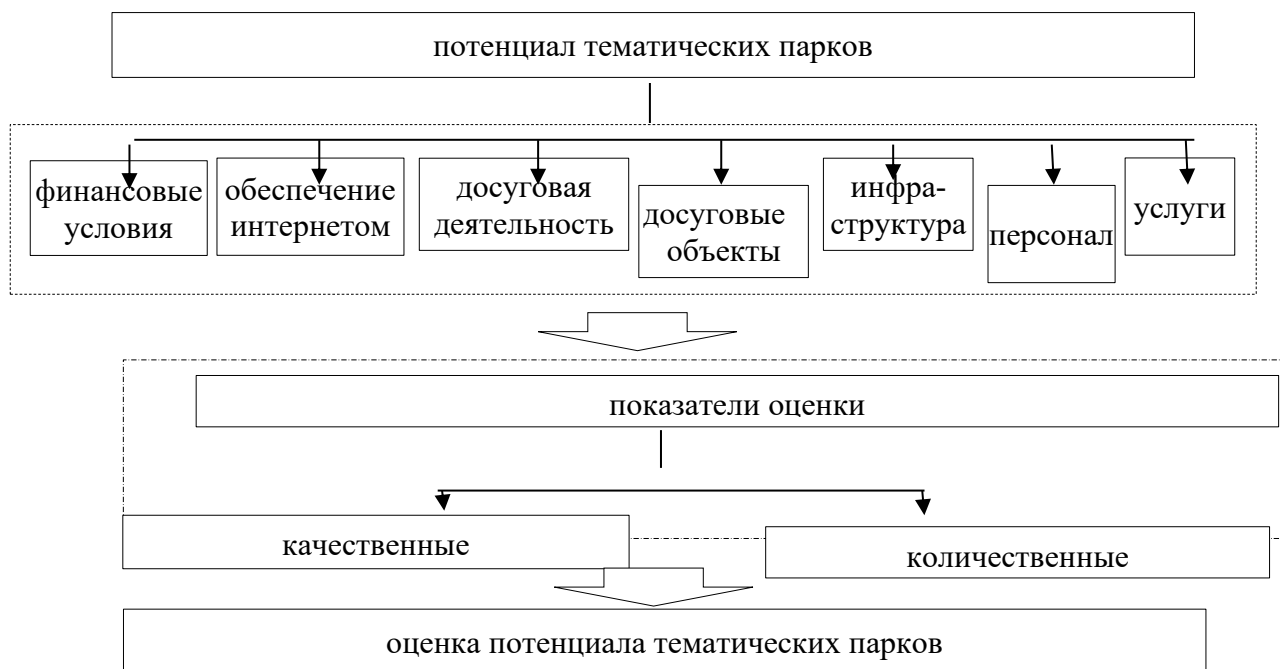 потенциал тематических парков
финансовые
условия
обеспечение
интернетом
досуговая
деятельность
досуговые
объекты
инфра-
структура
персонал
услуги
показатели оценки
качественные
количественные
оценка потенциала тематических парков